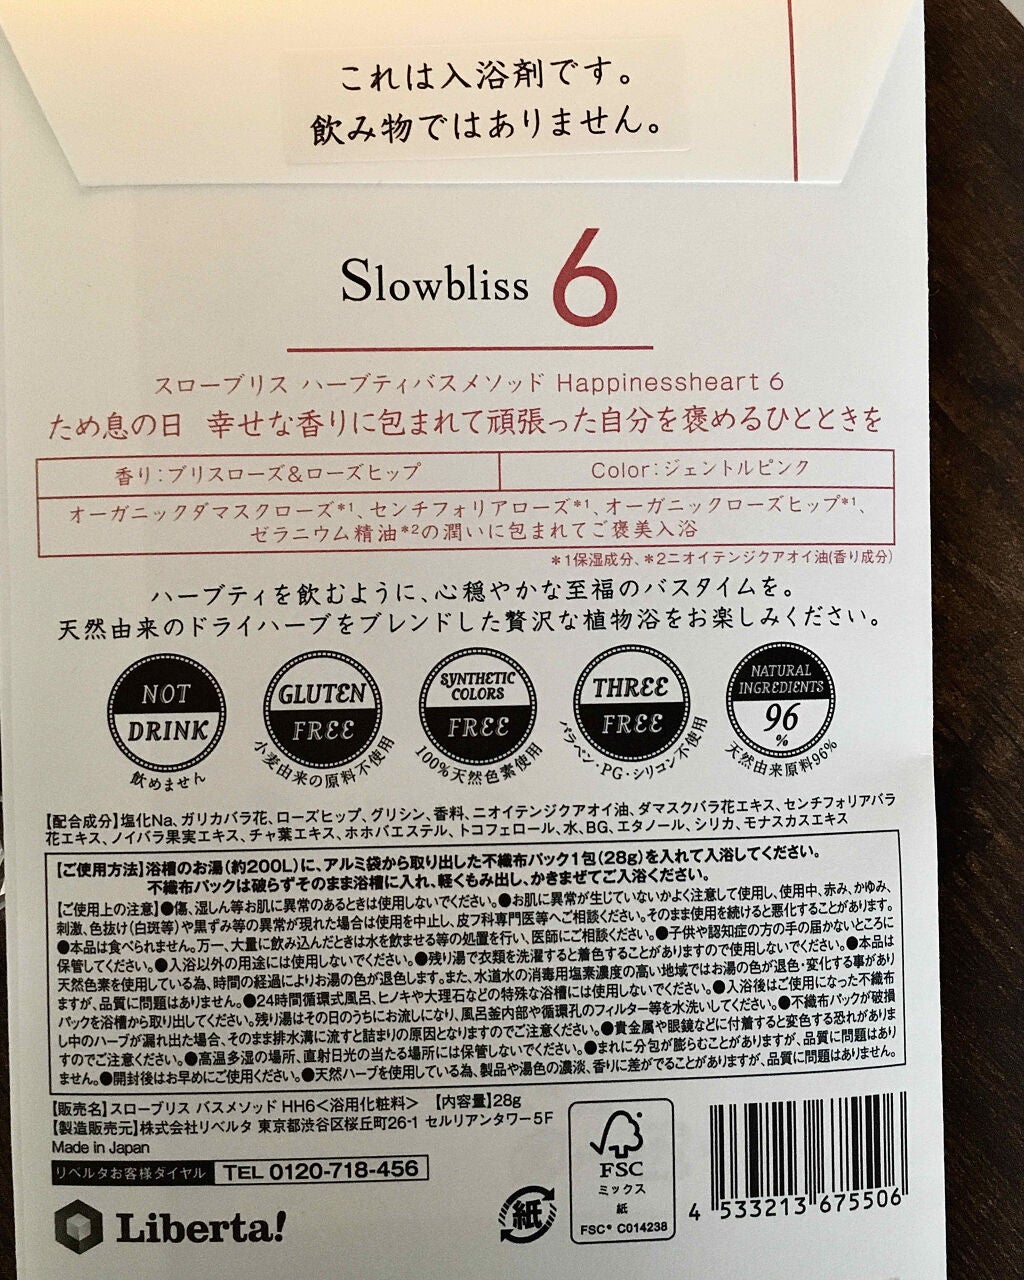 これは入浴剤です。
飲み物ではありません。
Slowbliss 6
スローブリス ハーブティバスメソッド Happinessheart 6
ため息の日 幸せな香りに包まれて頑張った自分を褒めるひとときを
香り:ブリスローズ&ローズヒップ
Color:ジェントルピンク
オーガニックダマスクローズ*1、センチフォリアローズ*1、オーガニックローズヒップ*1、
ゼラニウム精油*2の潤いに包まれてご褒美入浴
*1保湿成分、*2ニオイテンジクアオイ油(香り成分)
ハーブティを飲むように、心穏やかな至福のバスタイムを。
天然由来のドライハーブをブレンドした贅沢な植物浴をお楽しみください。
NOT
DRINK
飲めません
GLUTEN
FREE
小麦由来の原料不使用
SYNTHETIC
COLORS
FREE
100%天然色素使用
THREE
FREE
パラベン・PG・シリコン不使用
NATURAL
INGREDIENTS
96
%
天然由来原料96%
【配合成分】塩化Na、ガリカバラ花、ローズヒップ、グリシン、香料、ニオイテンジクアオイ油、ダマスクバラ花エキス、センチフォリアバラ
花エキス、ノイバラ果実エキス、チャ葉エキス、ホホバエステル、トコフェロール、水、BG、エタノール、シリカ、モナスカスエキス
【ご使用方法】浴槽のお湯(約200L)に、アルミ袋から取り出した不織布パック1包(28g)を入れて入浴してください。
不織布パックは破らずそのまま浴槽に入れ、軽くもみ出し、かきまぜてご入浴ください。
【ご使用上の注意】●傷、湿しん等お肌に異常のあるときは使用しないでください。●お肌に異常が生じていないかよく注意して使用し、使用中、赤み、かゆみ、
刺激、色抜け(白斑等)や黒ずみ等の異常が現れた場合は使用を中止し、皮フ科専門医等へご相談ください。そのまま使用を続けると悪化することがあります。
●本品は食べられません。万一、大量に飲み込んだときは水を飲ませる等の処置を行い、医師にご相談ください。●子供や認知症の方の手の届かないところに
保管してください。●入浴以外の用途には使用しないでください。●残り湯で衣類を洗濯すると着色することがありますので使用しないでください。●本品は
天然色素を使用している為、時間の経過によりお湯の色が退色します。また、水道水の消毒用塩素濃度の高い地域ではお湯の色が退色・変化する事があり
ますが、品質に問題はありません。●24時間循環式風呂、ヒノキや大理石などの特殊な浴槽には使用しないでください。●入浴後はご使用になった不織布
パックを浴槽から取り出してください。残り湯はその日のうちにお流しになり、風呂釜内部や循環孔のフィルター等を水洗いしてください。●不織布パックが破損
し中のハーブが漏れ出た場合、そのまま排水溝に流すと詰まりの原因となりますのでご注意ください。●貴金属や眼鏡などに付着すると変色する恐れがありま
すのでご注意ください。●高温多湿の場所、直射日光の当たる場所には保管しないでください。●まれに分包が膨らむことがありますが、品質に問題はあり
ません。●開封後はお早めにご使用ください。●天然ハーブを使用している為、製品や湯色の濃淡、香りに差がでることがありますが、品質に問題はありません。
【販売名】スローブリス バスメソッド HH6<浴用化粧料> 【内容量】28g
【製造販売元】株式会社リベルタ 東京都渋谷区桜丘町26-1 セルリアンタワー5F
Made in Japan
リベルタお客様ダイヤル TEL 0120-718-456
Liberta!
紙
FSC
ミックス
紙
FSC® C014238
4 533213 675506